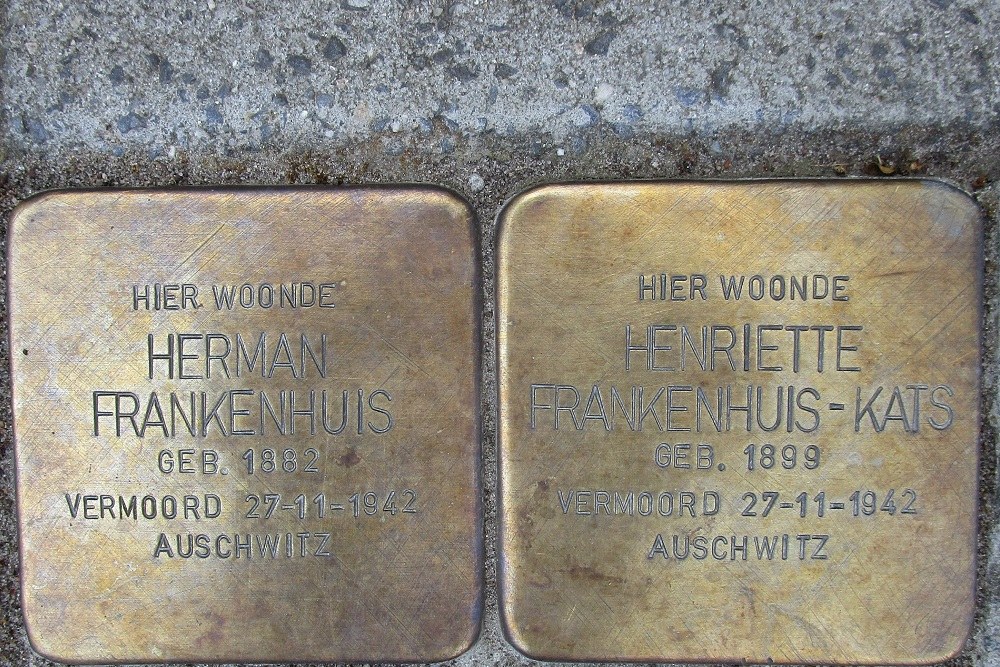 HIER WOONDE
HERMAN
FRANKENHUIS
GEB. 1882
VERMOORD 27-11-1942
AUSCHWITZ
HIER WOONDE
HENRIETTE
FRANKENHUIS-KATS
GEB. 1899
VERMOORD 27-11-1942
AUSCHWITZ